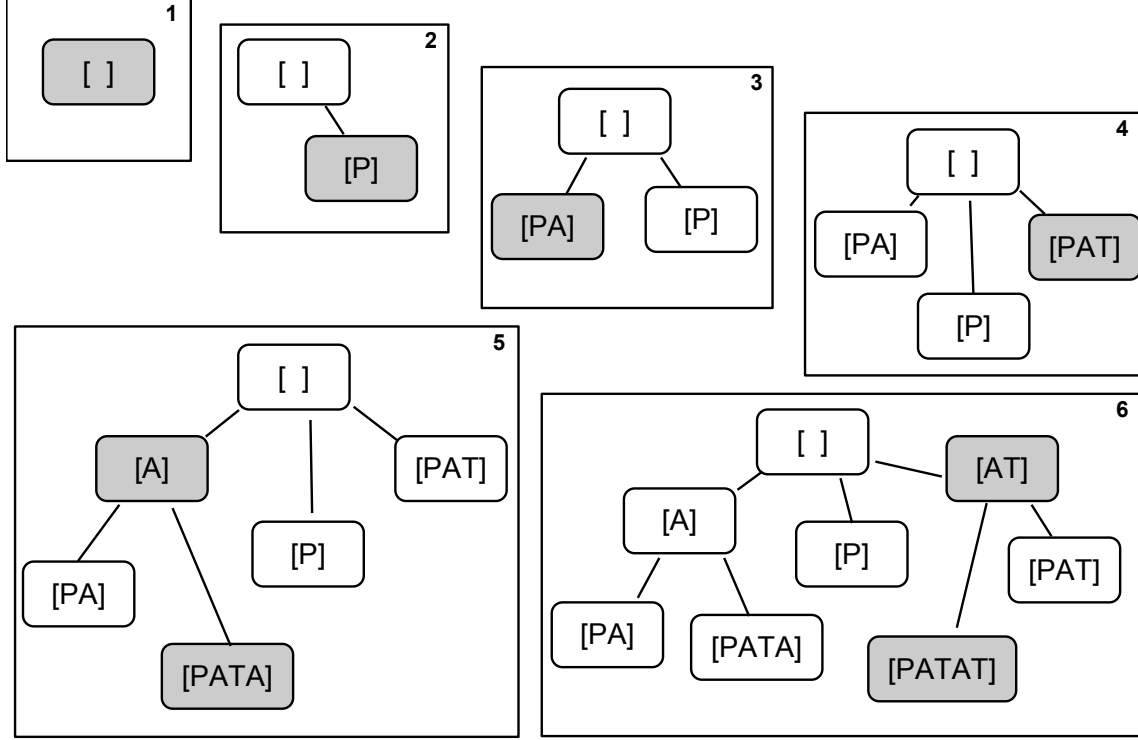 1
[ ]
2
[ ]
[P]
3
[ ]
[PA]
[P]
4
[ ]
[PA]
[PAT]
[P]
5
[ ]
[A]
[PAT]
[P]
[PA]
[PATA]
6
[ ]
[AT]
[A]
[P]
[PAT]
[PA]
[PATA]
[PATAT]